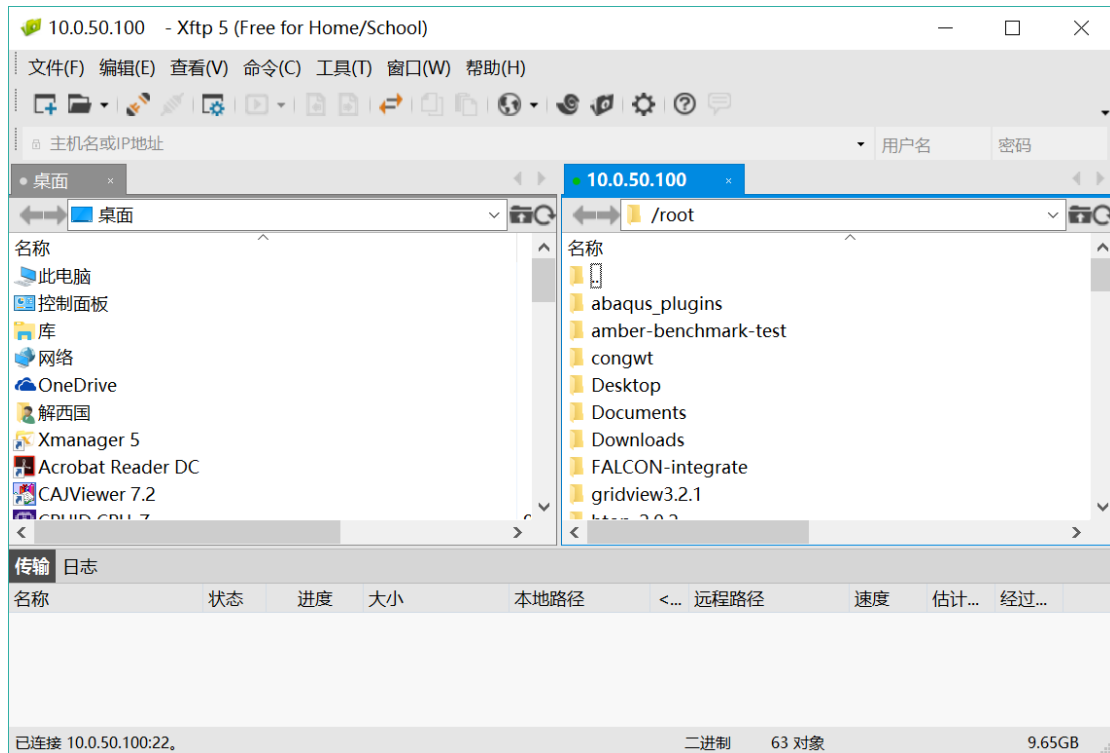 10.0.50.100 - Xftp 5 (Free for Home/School)
文件(F) 编辑(E) 查看(V) 命令(C) 工具(T) 窗口(W) 帮助(H)
主机名或IP地址 用户名 密码
桌面 ×
桌面
名称
此电脑
控制面板
库
网络
OneDrive
解西国
Xmanager 5
Acrobat Reader DC
CAJViewer 7.2
10.0.50.100 ×
/root
名称
..
abaqus_plugins
amber-benchmark-test
congwt
Desktop
Documents
Downloads
FALCON-integrate
gridview3.2.1
传输 日志
名称 状态 进度 大小 本地路径 <... 远程路径 速度 估计... 经过...
已连接 10.0.50.100:22。 二进制 63 对象 9.65GB